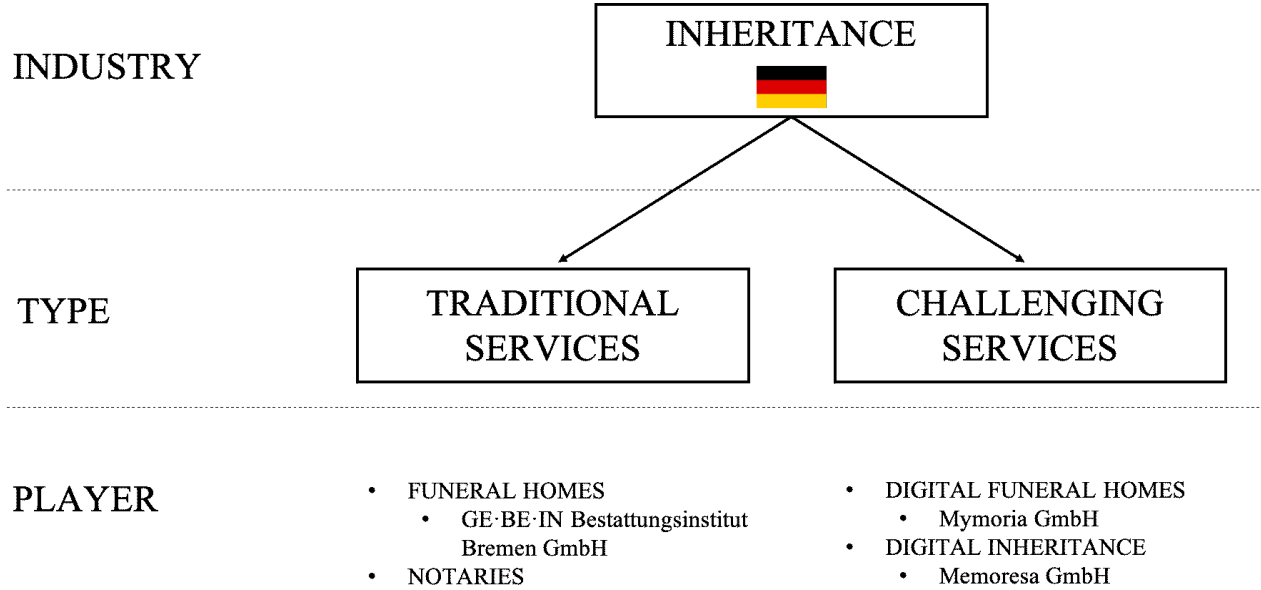 INDUSTRY
INHERITANCE
TYPE
TRADITIONAL
SERVICES
CHALLENGING
SERVICES
PLAYER
• FUNERAL HOMES
• GE·BE·IN Bestattungsinstitut
Bremen GmbH
• NOTARIES
• DIGITAL FUNERAL HOMES
• Mymoria GmbH
• DIGITAL INHERITANCE
• Memoresa GmbH